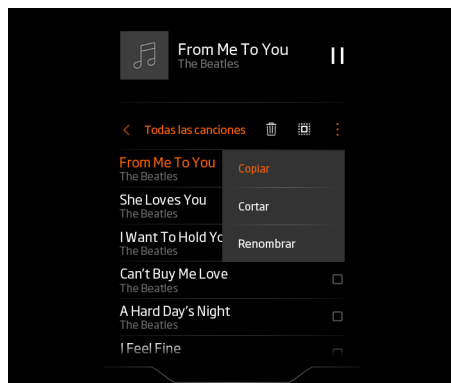 From Me To You
The Beatles
Todas las canciones
From Me To You
The Beatles
Copiar
She Loves You
The Beatles
Cortar
I Want To Hold Yo
The Beatles
Renombrar
Can't Buy Me Love
The Beatles
A Hard Day's Night
The Beatles
I Feel Fine